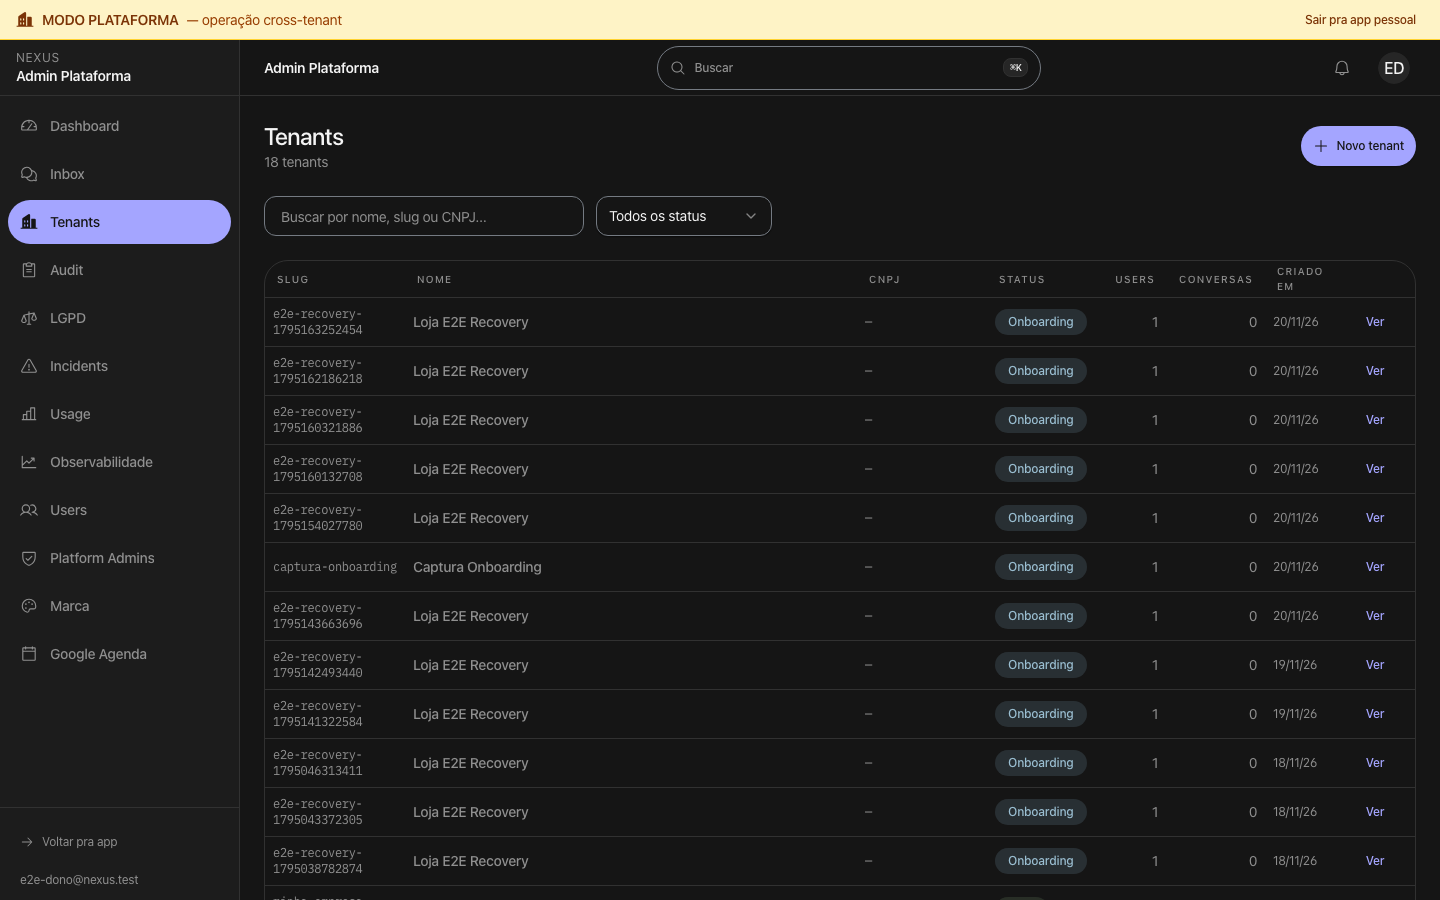 MODO PLATAFORMA — operação cross-tenant
Sair pra app pessoal
NEXUS
Admin Plataforma
Admin Plataforma
Buscar
⌘K
ED
Dashboard
Inbox
Tenants
Audit
LGPD
Incidents
Usage
Observabilidade
Users
Platform Admins
Marca
Google Agenda
Voltar pra app
e2e-dono@nexus.test
Tenants
18 tenants
Novo tenant
Buscar por nome, slug ou CNPJ...
Todos os status
SLUG NOME CNPJ STATUS USERS CONVERSAS CRIADO EM
e2e-recovery-1795163252454 Loja E2E Recovery — Onboarding 1 0 20/11/26 Ver
e2e-recovery-1795162186218 Loja E2E Recovery — Onboarding 1 0 20/11/26 Ver
e2e-recovery-1795160321886 Loja E2E Recovery — Onboarding 1 0 20/11/26 Ver
e2e-recovery-1795160132708 Loja E2E Recovery — Onboarding 1 0 20/11/26 Ver
e2e-recovery-1795154027780 Loja E2E Recovery — Onboarding 1 0 20/11/26 Ver
captura-onboarding Captura Onboarding — Onboarding 1 0 20/11/26 Ver
e2e-recovery-1795143663696 Loja E2E Recovery — Onboarding 1 0 20/11/26 Ver
e2e-recovery-1795142493440 Loja E2E Recovery — Onboarding 1 0 19/11/26 Ver
e2e-recovery-1795141322584 Loja E2E Recovery — Onboarding 1 0 19/11/26 Ver
e2e-recovery-1795046313411 Loja E2E Recovery — Onboarding 1 0 18/11/26 Ver
e2e-recovery-1795043372305 Loja E2E Recovery — Onboarding 1 0 18/11/26 Ver
e2e-recovery-1795038782874 Loja E2E Recovery — Onboarding 1 0 18/11/26 Ver